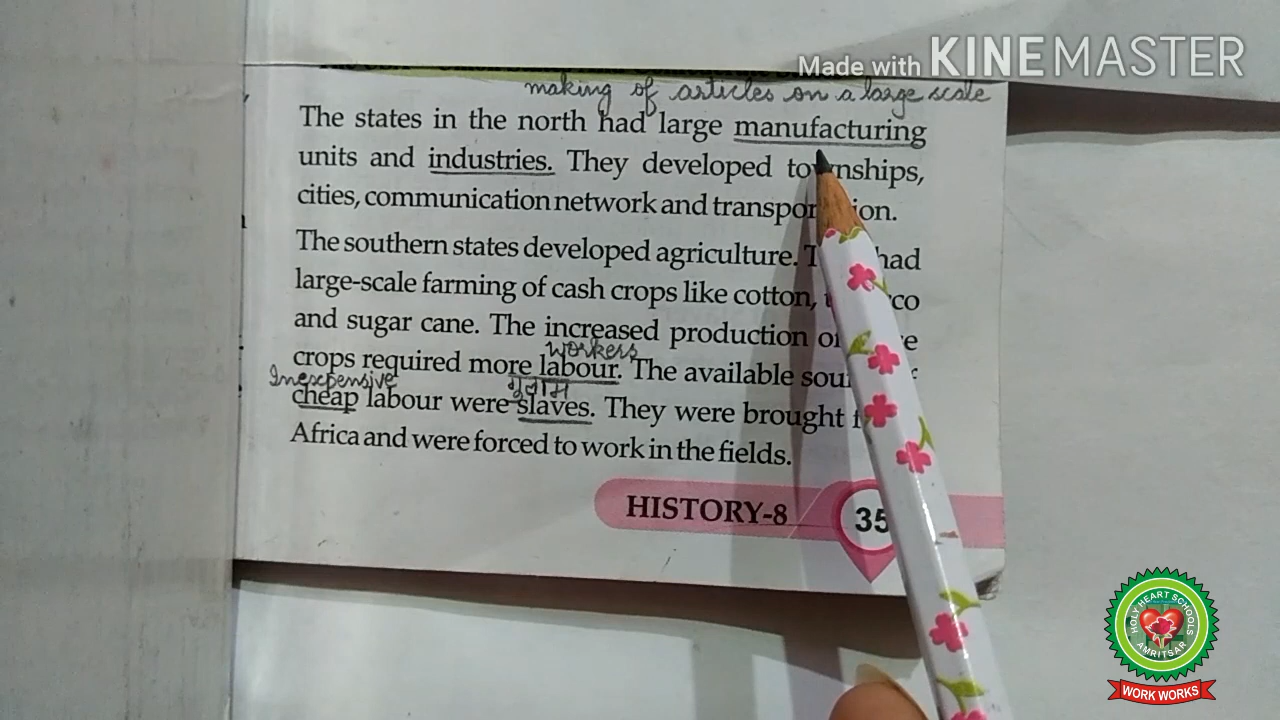 Made with KINEMASTER
making of articles on a large scale
The states in the north had large manufacturing
units and industries. They developed townships,
cities, communication network and
The southern states developed agriculture. had
large-scale farming of cash crops like cotton,
and sugar cane. The increased production
workers
crops required more labour. The available
Inexpensive गुलाम
cheap labour were slaves. They were brought
Africa and were forced to work in the fields.
HISTORY-8 35
HOLY HEART SCHOOLS
AMRITSAR
WORK WORKS